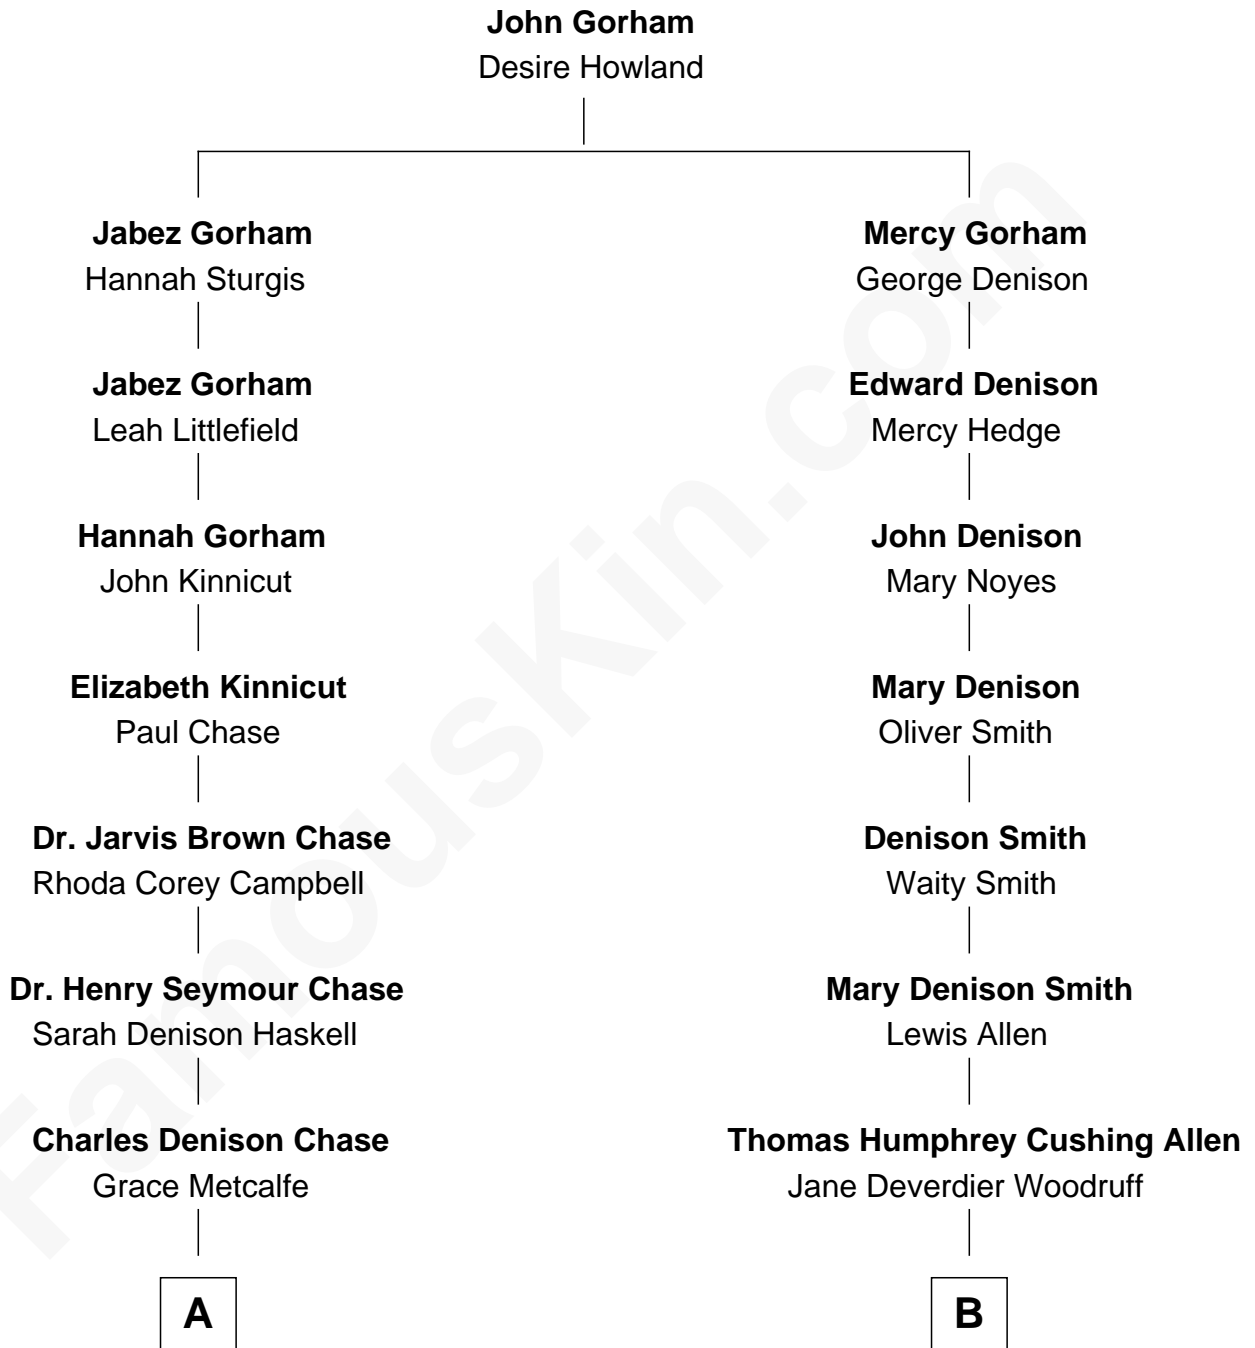 John Gorham
Desire Howland
Jabez Gorham
Hannah Sturgis
Mercy Gorham
George Denison
Jabez Gorham
Leah Littlefield
Edward Denison
Mercy Hedge
Hannah Gorham
John Kinnicut
John Denison
Mary Noyes
Elizabeth Kinnicut
Paul Chase
Mary Denison
Oliver Smith
Dr. Jarvis Brown Chase
Rhoda Corey Campbell
Denison Smith
Waity Smith
Dr. Henry Seymour Chase
Sarah Denison Haskell
Mary Denison Smith
Lewis Allen
Charles Denison Chase
Grace Metcalfe
Thomas Humphrey Cushing Allen
Jane Deverdier Woodruff
A
B
FamousKin.com